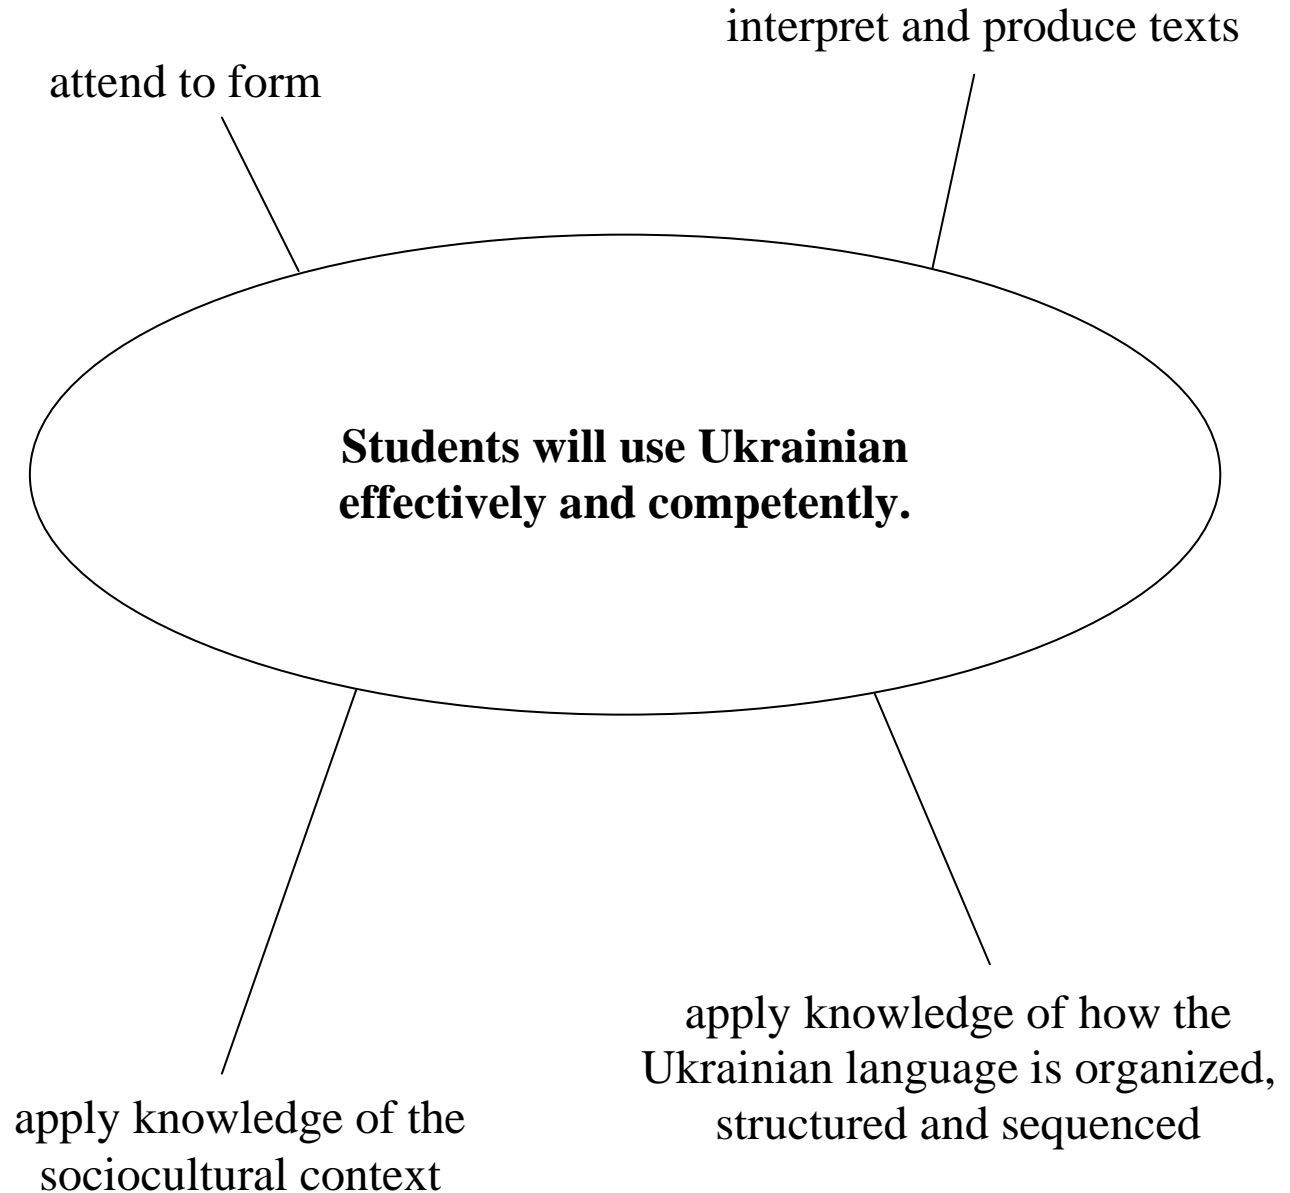 interpret and produce texts
attend to form
Students will use Ukrainian
effectively and competently.
apply knowledge of how the
Ukrainian language is organized,
structured and sequenced
apply knowledge of the
sociocultural context